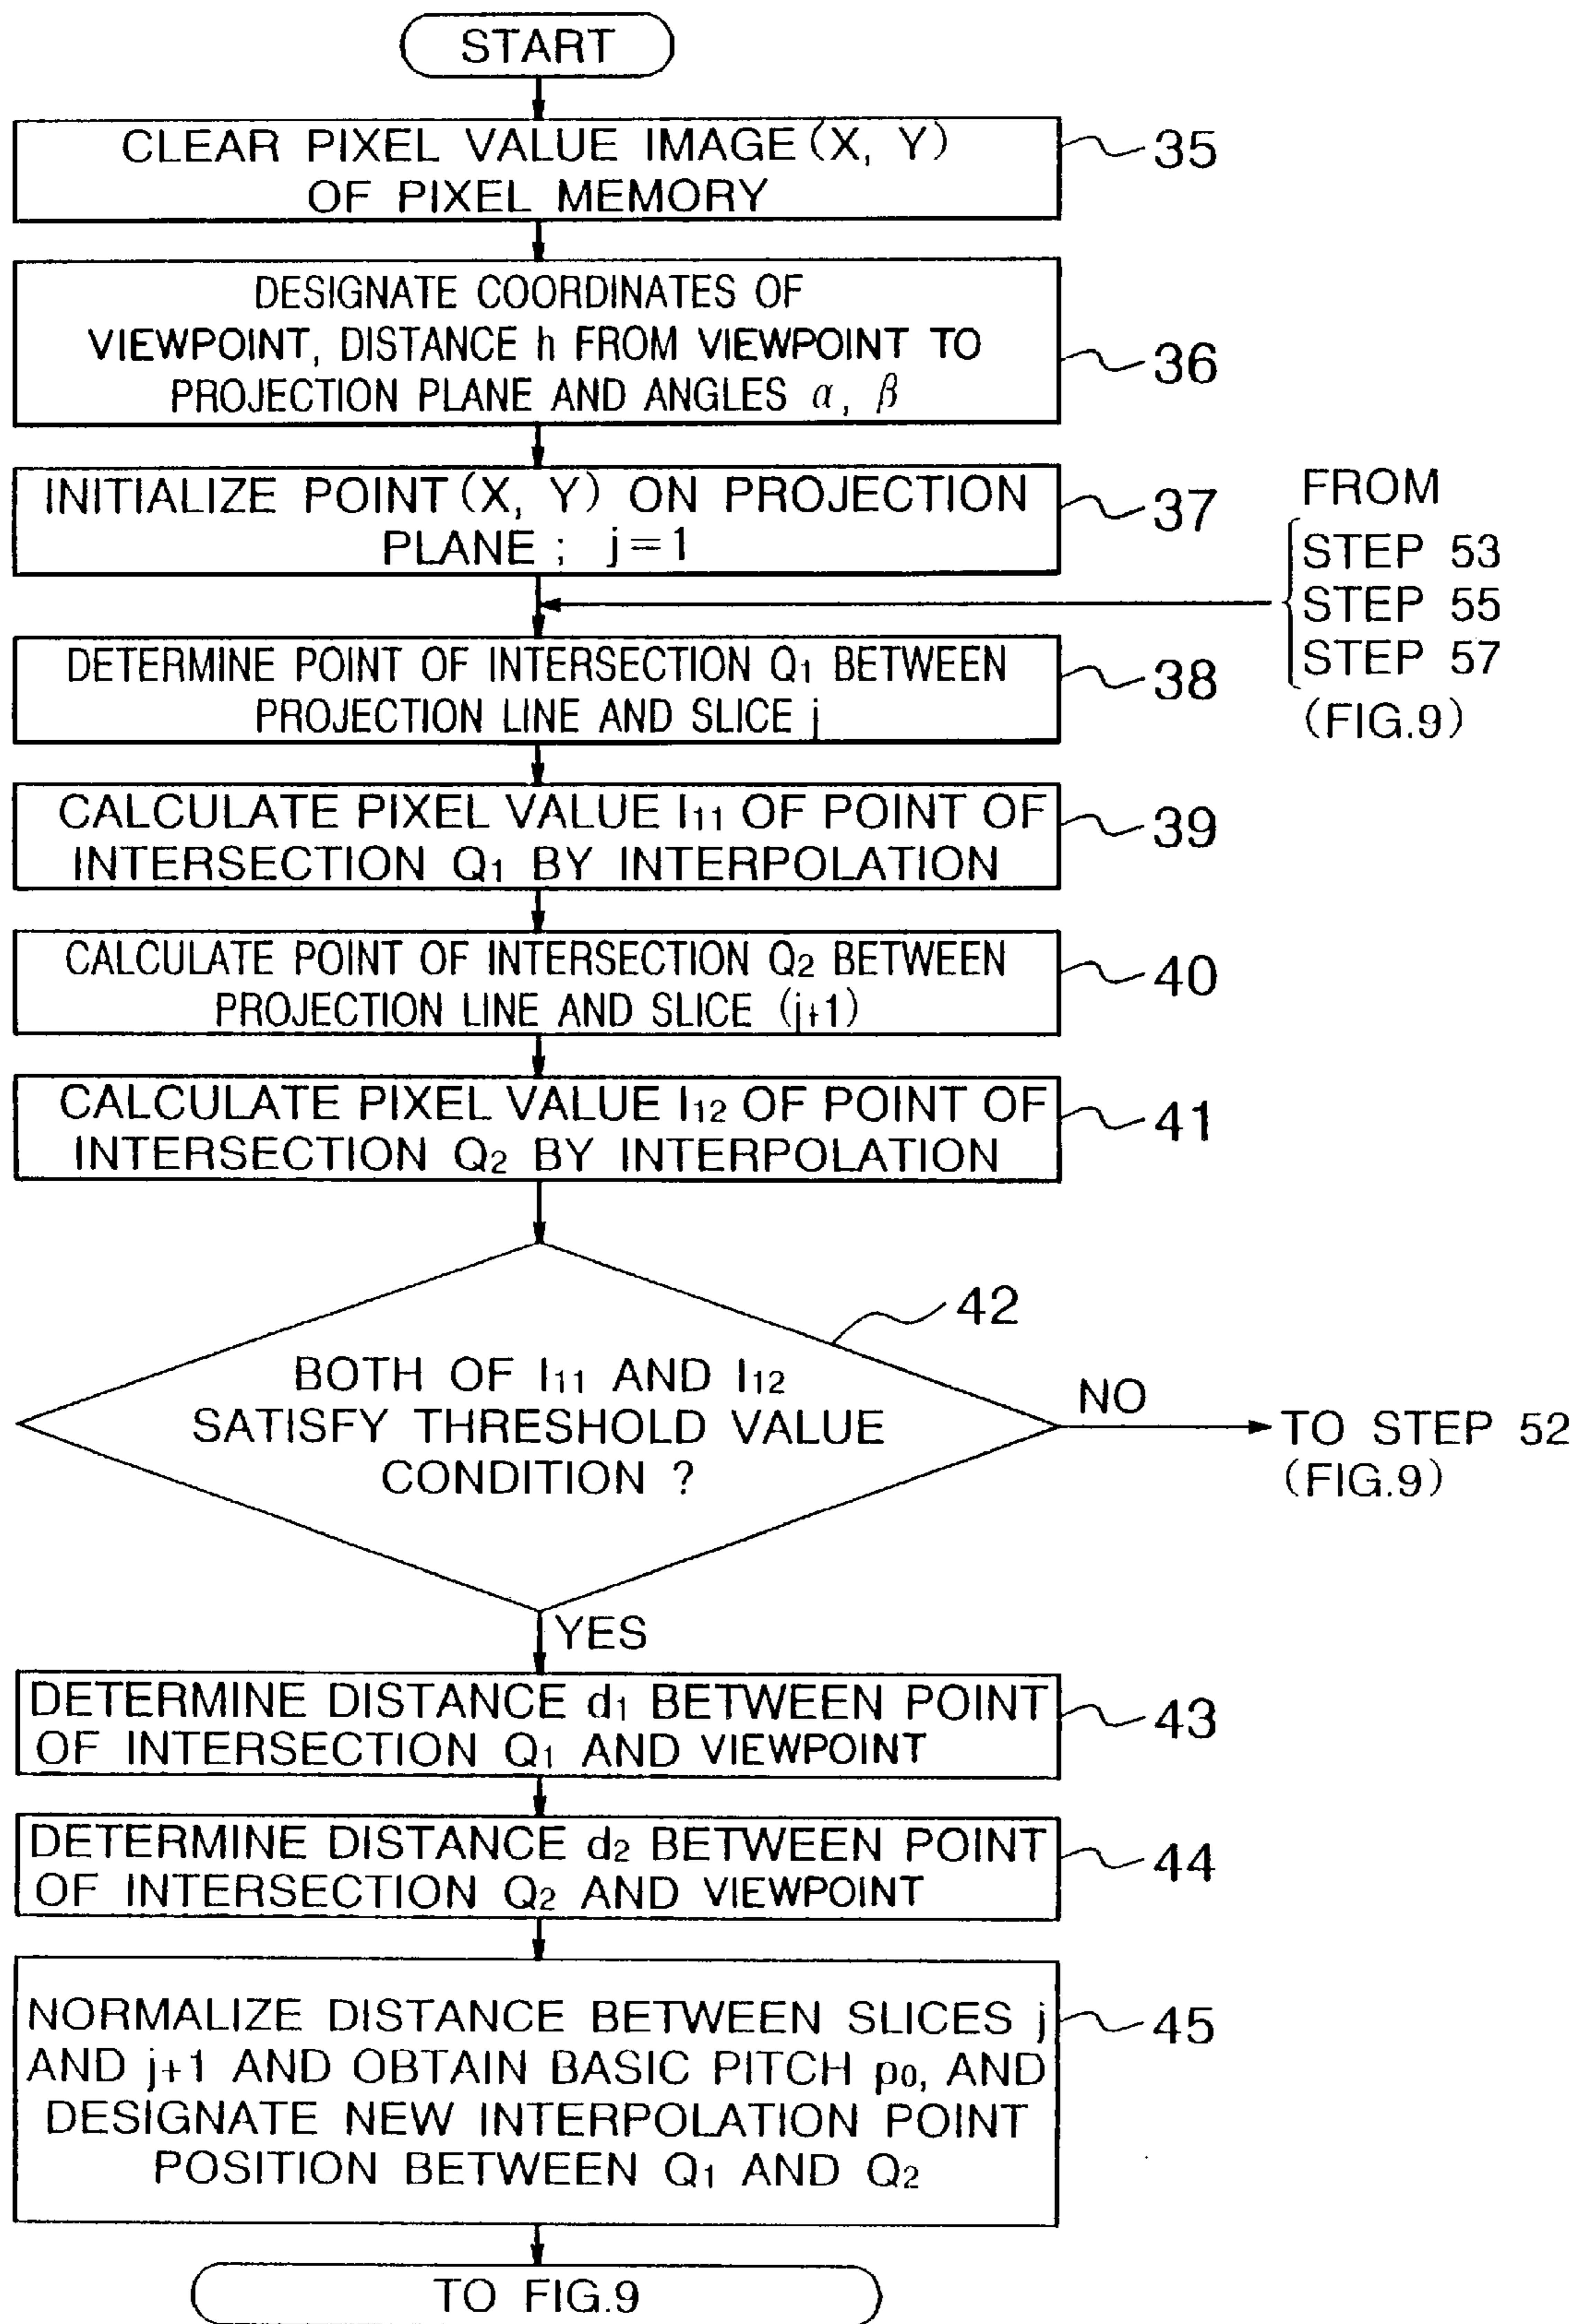 START
CLEAR PIXEL VALUE IMAGE (X, Y)
OF PIXEL MEMORY
35
DESIGNATE COORDINATES OF
VIEWPOINT, DISTANCE h FROM VIEWPOINT TO
PROJECTION PLANE AND ANGLES α, β
36
INITIALIZE POINT (X, Y) ON PROJECTION
PLANE ; j=1
37
FROM
STEP 53
STEP 55
STEP 57
(FIG.9)
DETERMINE POINT OF INTERSECTION Q1 BETWEEN
PROJECTION LINE AND SLICE j
38
CALCULATE PIXEL VALUE I11 OF POINT OF
INTERSECTION Q1 BY INTERPOLATION
39
CALCULATE POINT OF INTERSECTION Q2 BETWEEN
PROJECTION LINE AND SLICE (j+1)
40
CALCULATE PIXEL VALUE I12 OF POINT OF
INTERSECTION Q2 BY INTERPOLATION
41
42
BOTH OF I11 AND I12
SATISFY THRESHOLD VALUE
CONDITION ?
NO
TO STEP 52
(FIG.9)
YES
DETERMINE DISTANCE d1 BETWEEN POINT
OF INTERSECTION Q1 AND VIEWPOINT
43
DETERMINE DISTANCE d2 BETWEEN POINT
OF INTERSECTION Q2 AND VIEWPOINT
44
NORMALIZE DISTANCE BETWEEN SLICES j
AND j+1 AND OBTAIN BASIC PITCH p0, AND
DESIGNATE NEW INTERPOLATION POINT
POSITION BETWEEN Q1 AND Q2
45
TO FIG.9